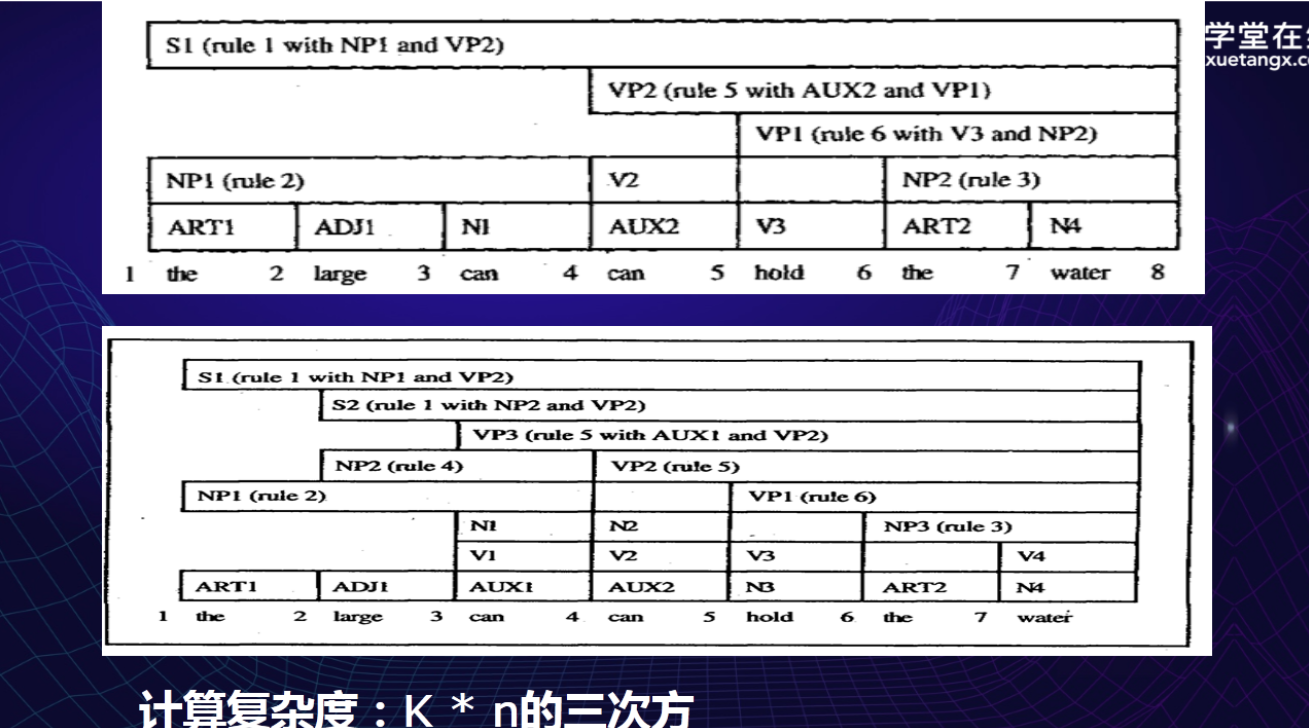 学堂在
xuetangx.c
S1 (rule 1 with NP1 and VP2)
VP2 (rule 5 with AUX2 and VP1)
VP1 (rule 6 with V3 and NP2)
NP1 (rule 2) V2 NP2 (rule 3)
ART1 ADJ1 N1 AUX2 V3 ART2 N4
1 the 2 large 3 can 4 can 5 hold 6 the 7 water 8
S1 (rule 1 with NP1 and VP2)
S2 (rule 1 with NP2 and VP2)
VP3 (rule 5 with AUX1 and VP2)
NP2 (rule 4) VP2 (rule 5)
NP1 (rule 2) VP1 (rule 6)
N1 N2 NP3 (rule 3)
V1 V2 V3 V4
ART1 ADJ1 AUX1 AUX2 N3 ART2 N4
1 the 2 large 3 can 4 can 5 hold 6 the 7 water
计算复杂度：K * n的三次方